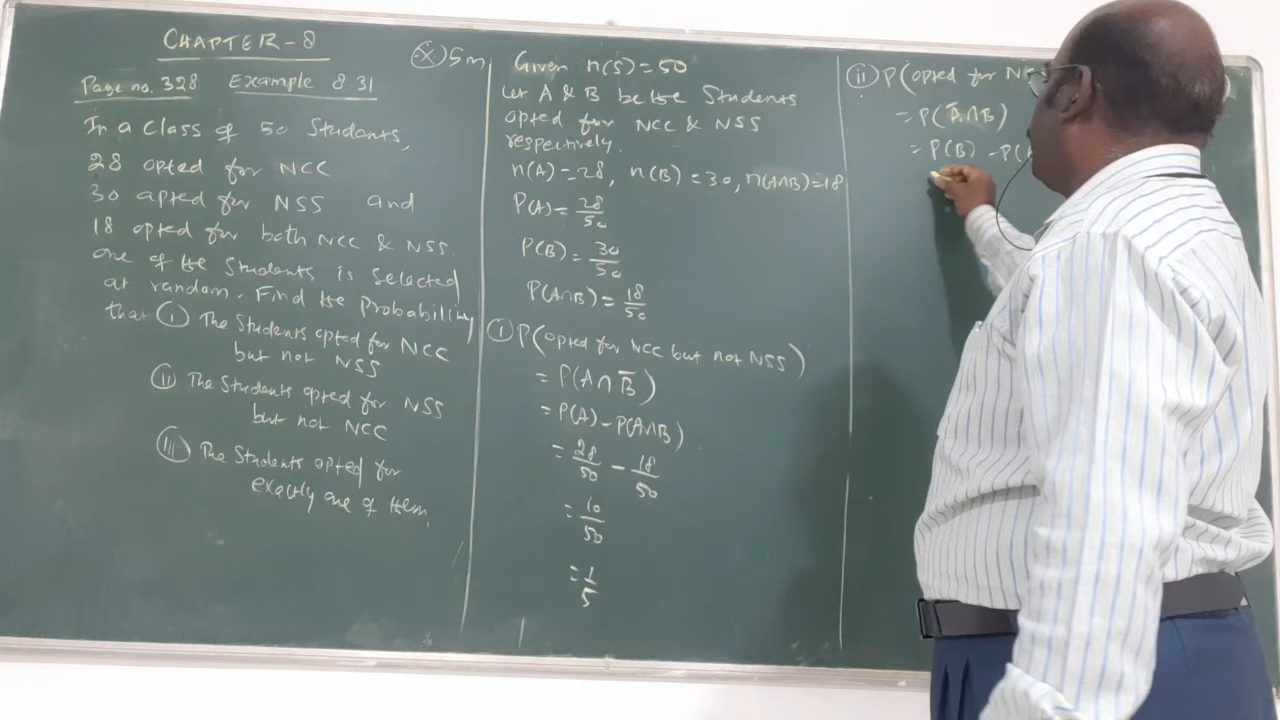 CHAPTER-8
Page no. 328 Example 8 31
In a class of 50 Students,
28 opted for NCC
30 opted for NSS and
18 opted for both NCC & NSS.
one of the Students is selected
at random. Find the probability
that (i) The Students opted for NCC
but not NSS
(ii) The Students opted for NSS
but not NCC
(iii) The Students opted for
exactly one of them.
(X) 5m
Given n(S)=50
Let A & B be the Students
opted for NCC & NSS
respectively.
n(A)=28, n(B)=30, n(A∩B)=18
P(A)= 28/50
P(B)= 30/50
P(A∩B)= 18/50
(i) P(opted for NCC but not NSS)
= P(A∩B̅)
= P(A)-P(A∩B)
= 28/50 - 18/50
= 10/50
= 1/5
(ii) P(opted for
= P(A̅∩B)
= P(B) -P(